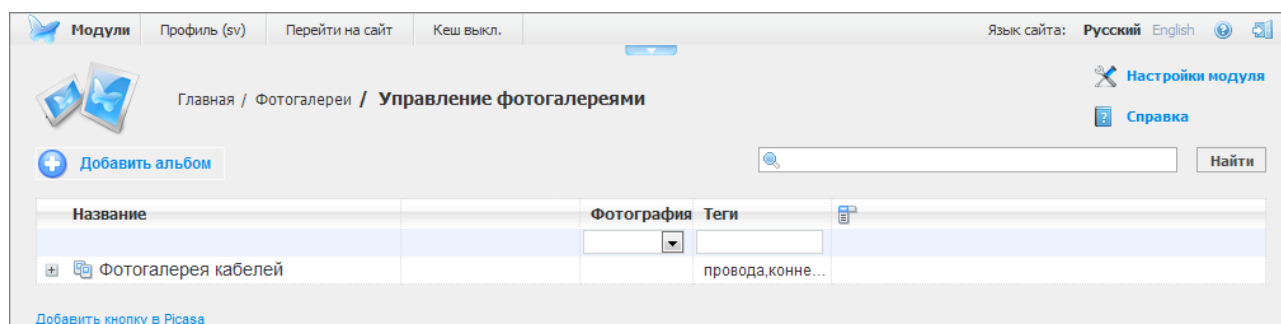 Модули Профиль (sv) Перейти на сайт Кеш выкл. Язык сайта: Русский English
Настройки модуля
Главная / Фотогалереи / Управление фотогалереями
Справка
Добавить альбом Найти
Название Фотография Теги
Фотогалерея кабелей провода,конне...
Добавить кнопку в Picasa